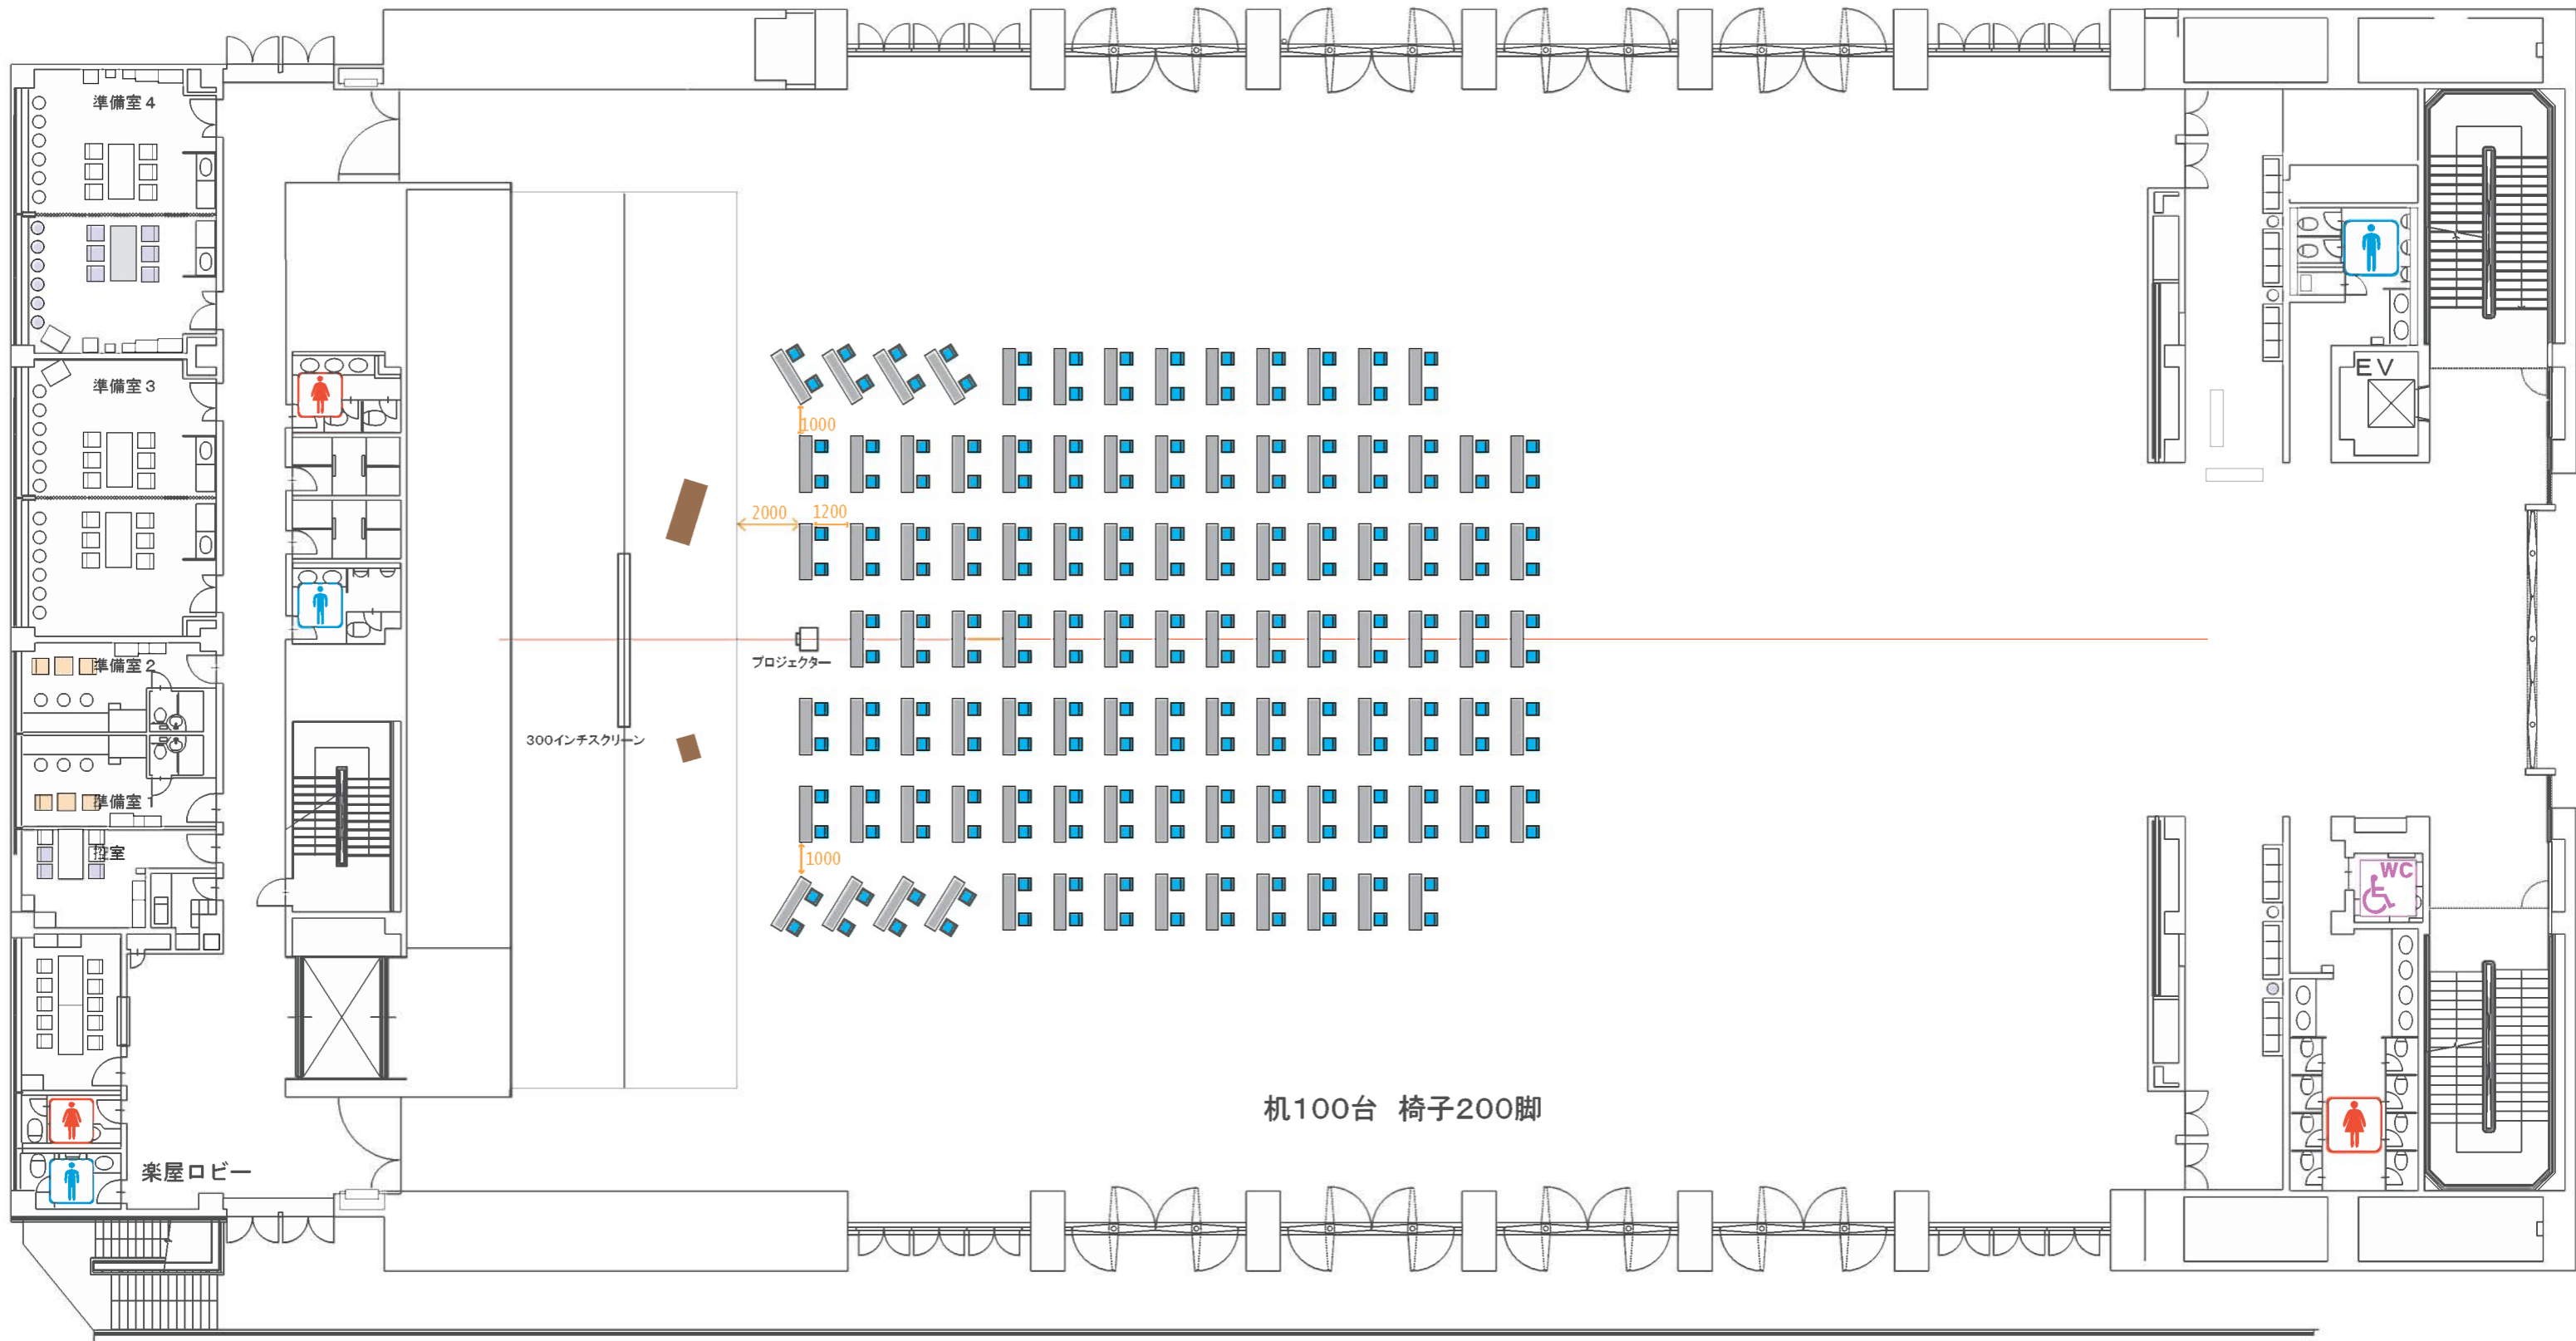 準備室4
準備室3
EV
1000
2000
1200
プロジェクター
準備室2
300インチスクリーン
準備室1
控室
1000
WC
机100台 椅子200脚
楽屋ロビー